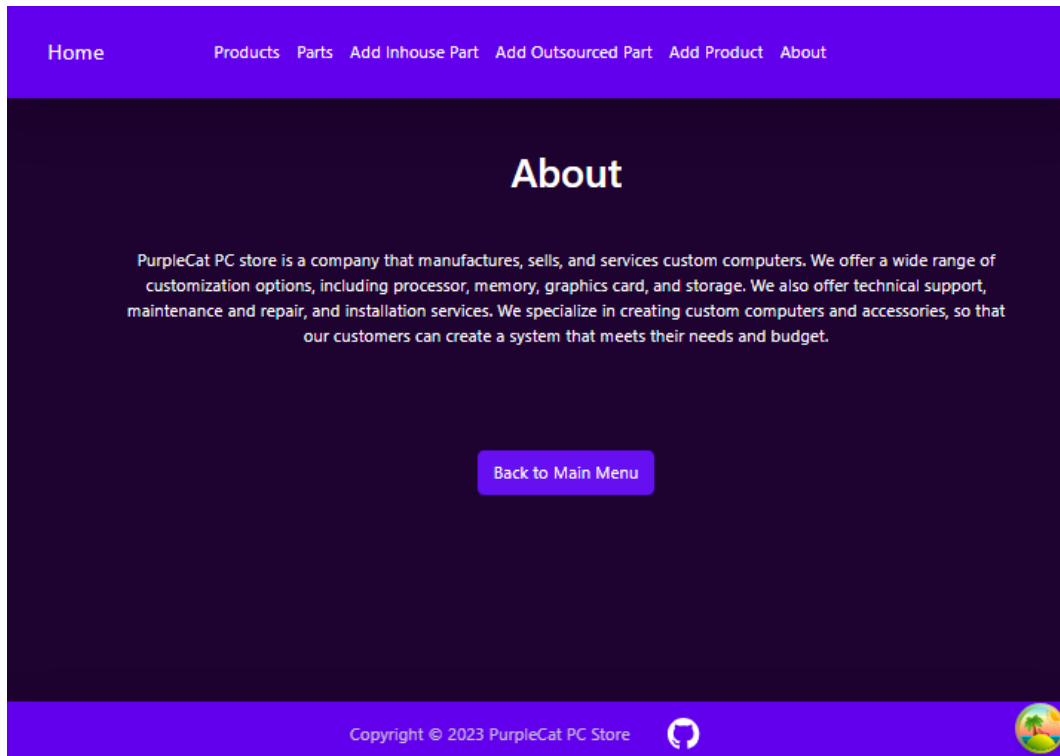 Home Products Parts Add Inhouse Part Add Outsourced Part Add Product About
About
PurpleCat PC store is a company that manufactures, sells, and services custom computers. We offer a wide range of
customization options, including processor, memory, graphics card, and storage. We also offer technical support,
maintenance and repair, and installation services. We specialize in creating custom computers and accessories, so that
our customers can create a system that meets their needs and budget.
Back to Main Menu
Copyright © 2023 PurpleCat PC Store